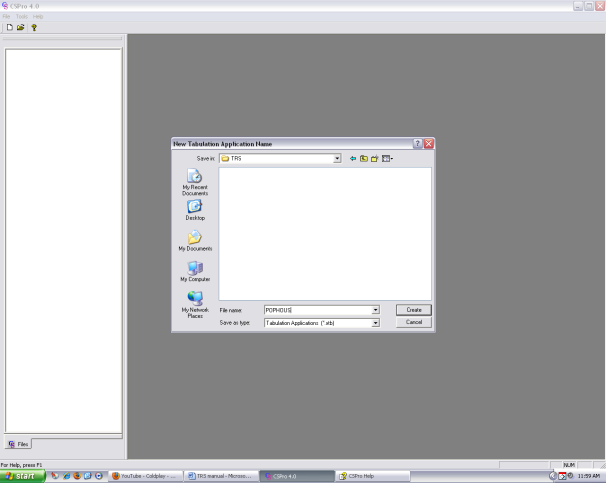 CSPro 4.0
File Tools Help
New Tabulation Application Name
Save in:
TRS
My Recent
Documents
Desktop
My Documents
My Computer
My Network
Places
File name:
POPHOUS
Create
Save as type:
Tabulation Applications (*.xtb)
Cancel
Files
For Help, press F1
NUM
start
YouTube - Coldplay - ...
TRS manual - Microso...
CSPro 4.0
CSPro Help
11:59 AM